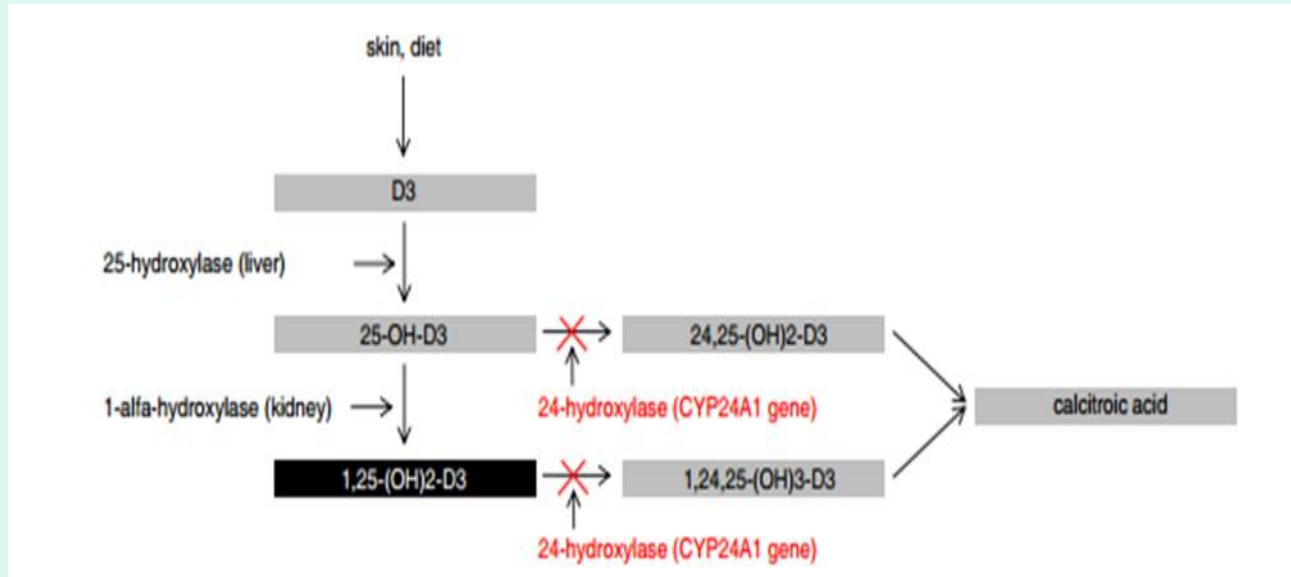 skin, diet
D3
25-hydroxylase (liver)
25-OH-D3
24,25-(OH)2-D3
1-alfa-hydroxylase (kidney)
24-hydroxylase (CYP24A1 gene)
calcitroic acid
1,25-(OH)2-D3
1,24,25-(OH)3-D3
24-hydroxylase (CYP24A1 gene)